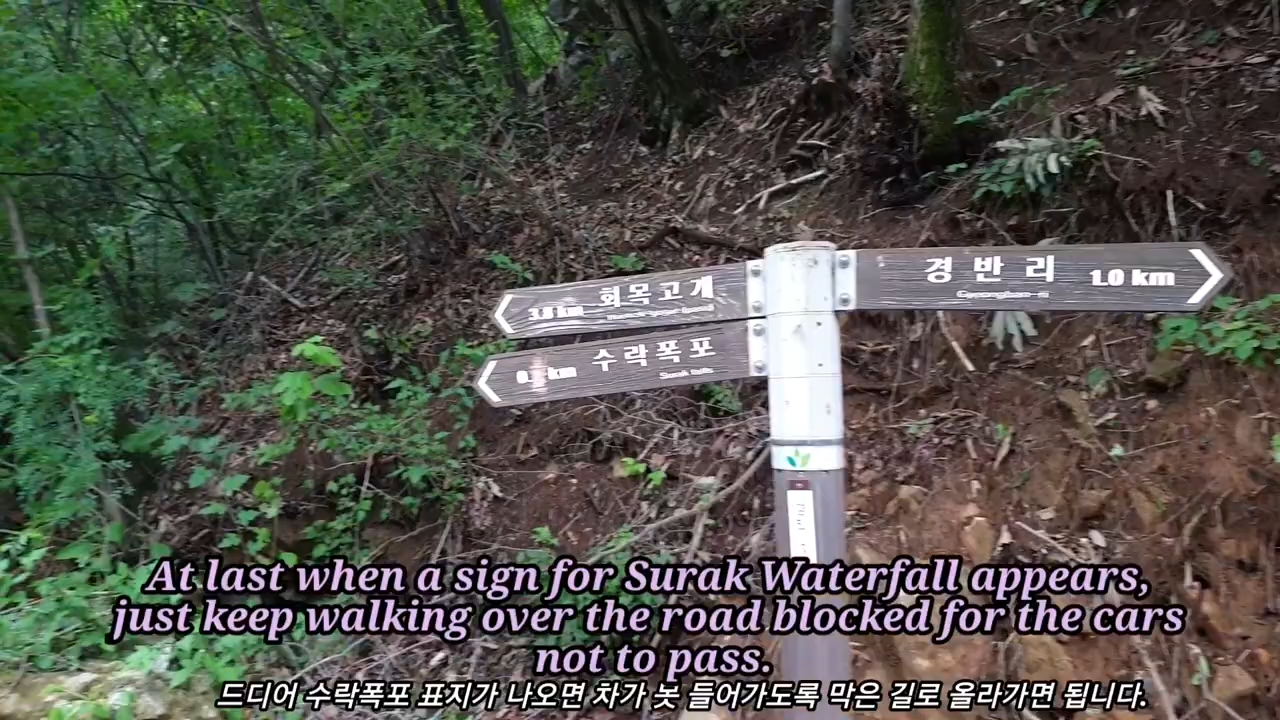 회목고개
경 반 리 1.0 km
수락폭포
km
At last when a sign for Surak Waterfall appears,
just keep walking over the road blocked for the cars
not to pass.
드디어 수락폭포 표지가 나오면 차가 못 들어가도록 막은 길로 올라가면 됩니다.